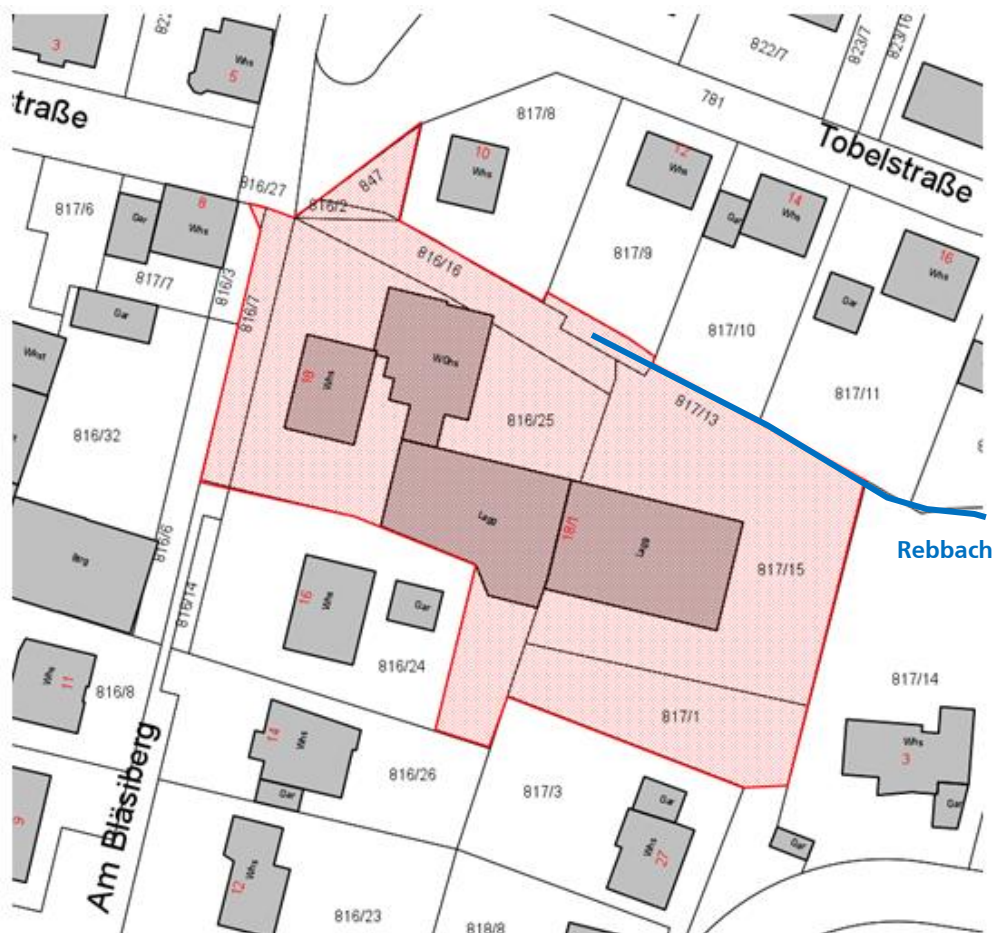 3
822
Whs
5
822/7
823/7
823/16
781
traße
817/8
Tobelstraße
10
Whs
12
Whs
847
816/27
816/2
14
Whs
Gar
817/6
8
Gar
Whs
816/16
817/9
16
Whs
817/7
816/3
Gar
816/7
Gar
817/10
Whs
817/11
WGhs
18
Whs
817/13
816/32
816/25
Lagg
18/1
Lagg
Rebbach
816/6
817/15
816/14
16
Whs
Gar
816/24
Whs
11
816/8
817/14
817/1
14
Whs
Whs
3
816/26
Gar
817/3
Gar
Gar
9
Am Bläsiberg
Whs
27
Gar
12
Whs
816/23
818/8